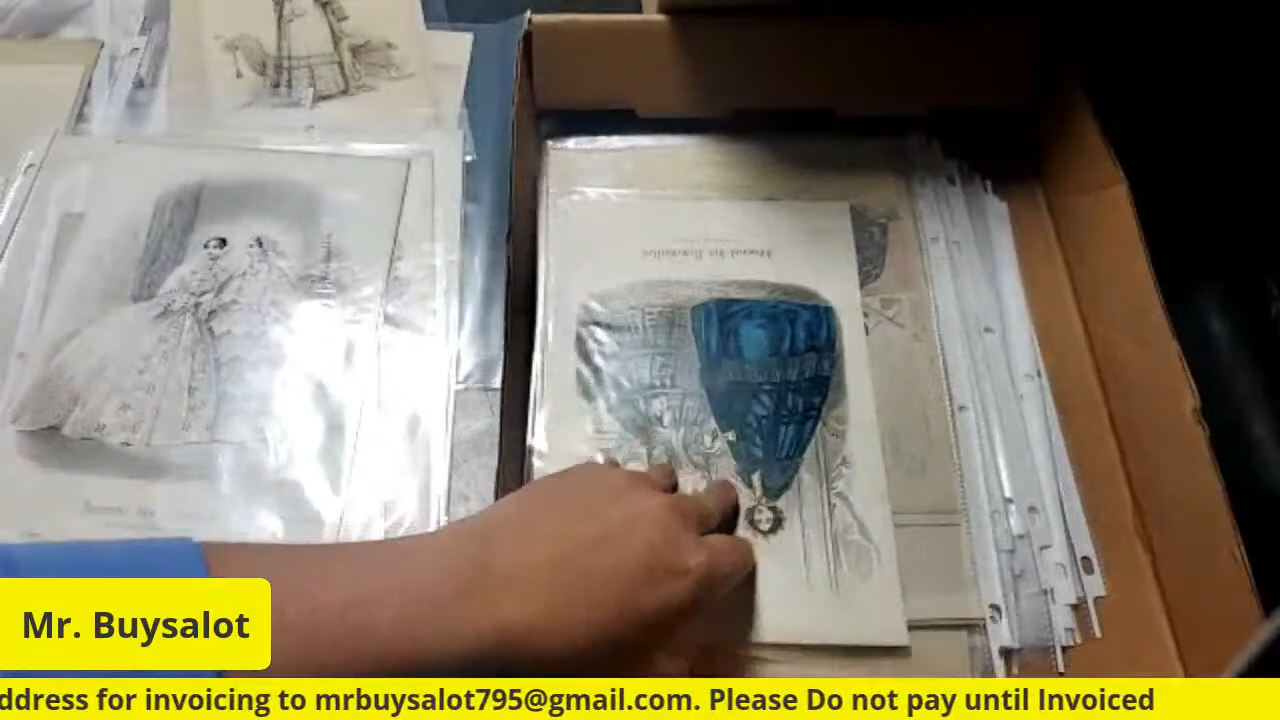 Mr. Buysalot
ddress for invoicing to mrbuysalot795@gmail.com. Please Do not pay until Invoiced